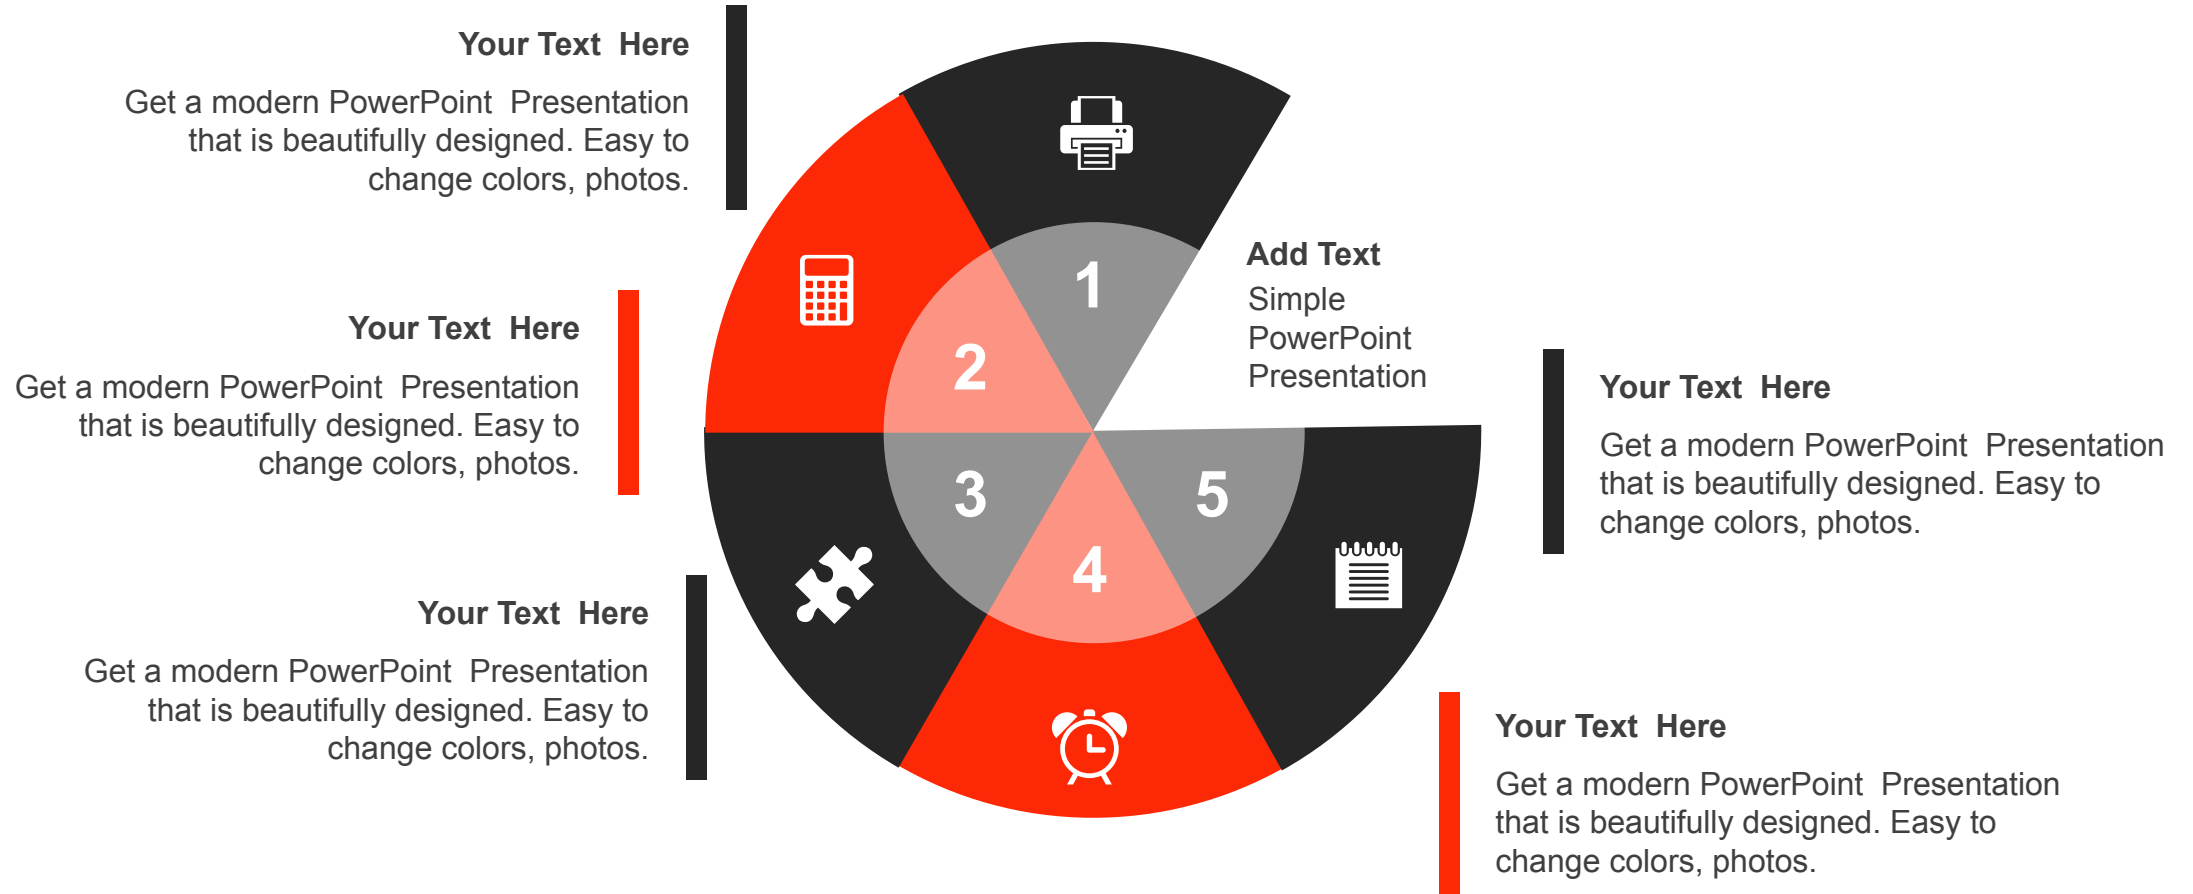 Your Text  Here
Get a modern PowerPoint  Presentation
that is beautifully designed. Easy to
change colors, photos.
Your Text  Here
Get a modern PowerPoint  Presentation
that is beautifully designed. Easy to
change colors, photos.
Your Text  Here
Get a modern PowerPoint  Presentation
that is beautifully designed. Easy to
change colors, photos.
1
2
3
4
5
Add Text
Simple
PowerPoint
Presentation
Your Text  Here
Get a modern PowerPoint  Presentation
that is beautifully designed. Easy to
change colors, photos.
Your Text  Here
Get a modern PowerPoint  Presentation
that is beautifully designed. Easy to
change colors, photos.